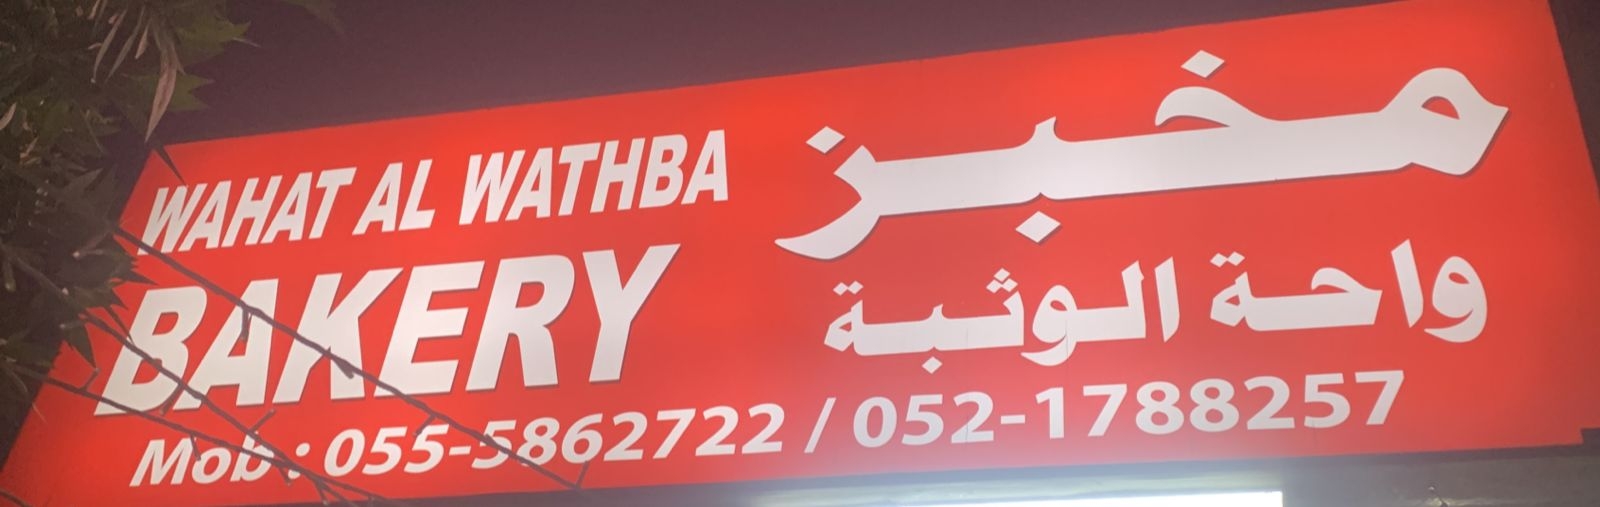 WAHAT AL WATHBA
BAKERY
مخبز
واحة الوثبة
Mob : 055-5862722 / 052-1788257